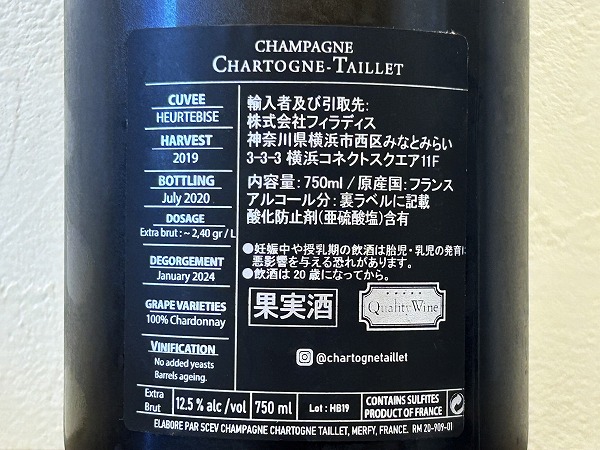 CHAMPAGNE
CHARTOGNE-TAILLET
CUVEE
HEURTEBISE
HARVEST
2019
BOTTLING
July 2020
DOSAGE
Extra brut : ~ 2,40 gr / L
DEGORGEMENT
January 2024
GRAPE VARIETIES
100% Chardonnay
VINIFICATION
No added yeasts
Barrels ageing.
輸入者及び引取先:
株式会社フィラディス
神奈川県横浜市西区みなとみらい
3-3-3 横浜コネクトスクエア11F
内容量:750ml / 原産国:フランス
アルコール分:裏ラベルに記載
酸化防止剤(亜硫酸塩)含有
●妊娠中や授乳期の飲酒は胎児・乳児の発育に
悪影響を与える恐れがあります。
●飲酒は 20 歳になってから。
果実酒
Quality Wine
@chartognetaillet
Extra
Brut
12.5 % alc /vol
750 ml
Lot : HB19
CONTAINS SULFITES
PRODUCT OF FRANCE
ELABORE PAR SCEV CHAMPAGNE CHARTOGNE TAILLET, MERFY, FRANCE. RM 20-909-01